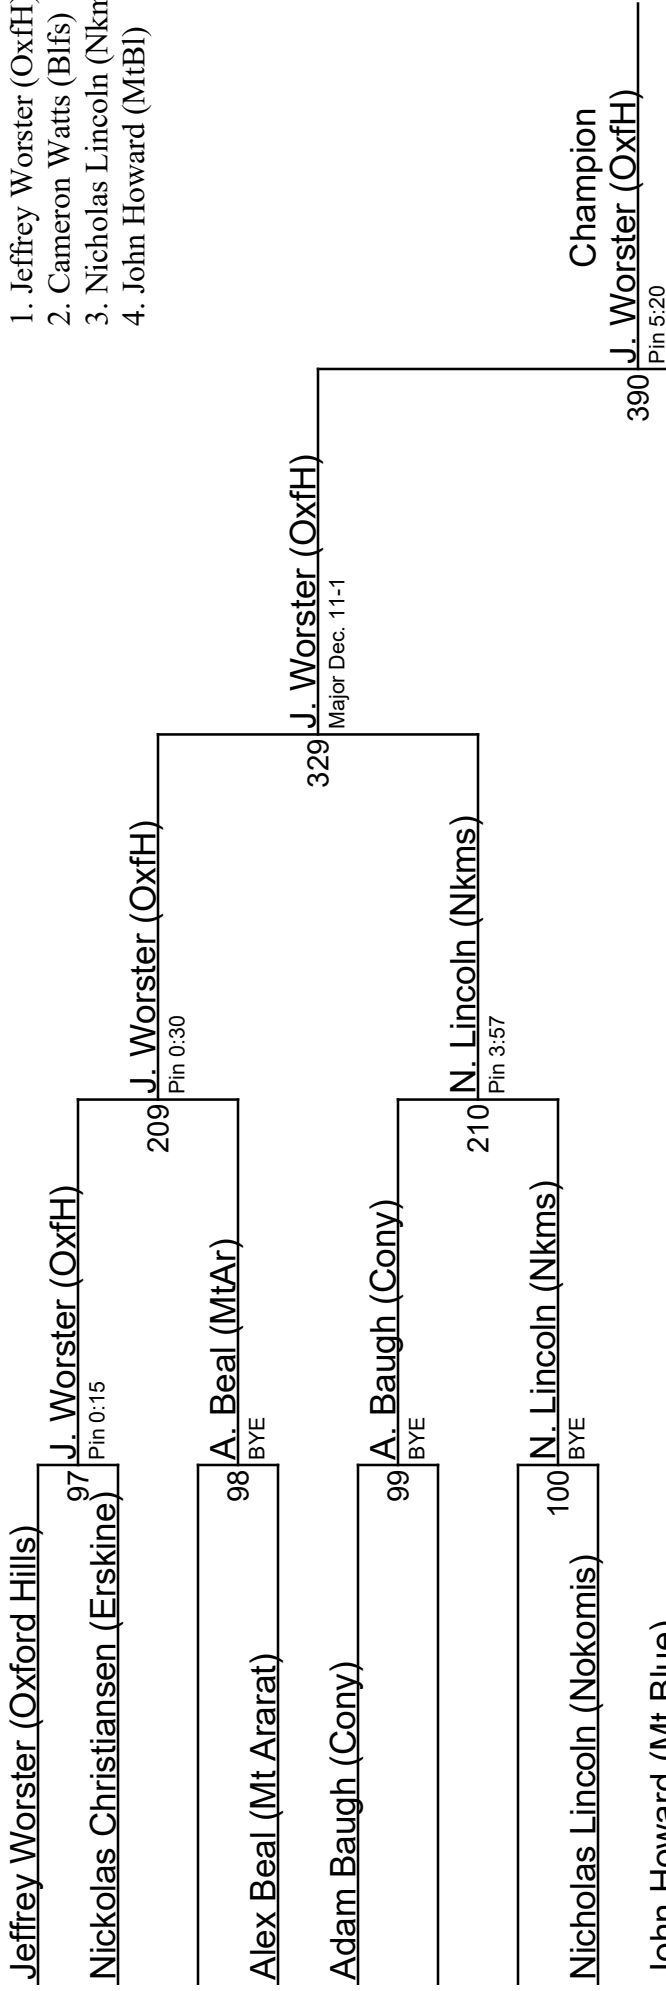 1. Jeffrey Worster (OxfH)
2. Cameron Watts (Blfs)
3. Nicholas Lincoln (Nkm
4. John Howard (MtBl)
Jeffrey Worster (Oxford Hills)
97
Nickolas Christiansen (Erskine)
J. Worster (OxfH)
Pin 0:15
98
Alex Beal (Mt Ararat)
A. Beal (MtAr)
BYE
209
J. Worster (OxfH)
Pin 0:30
Adam Baugh (Cony)
99
A. Baugh (Cony)
BYE
100
Nicholas Lincoln (Nokomis)
N. Lincoln (Nkms)
BYE
210
N. Lincoln (Nkms)
Pin 3:57
329
J. Worster (OxfH)
Major Dec. 11-1
Champion
390
J. Worster (OxfH)
Pin 5:20
John Howard (Mt Blue)